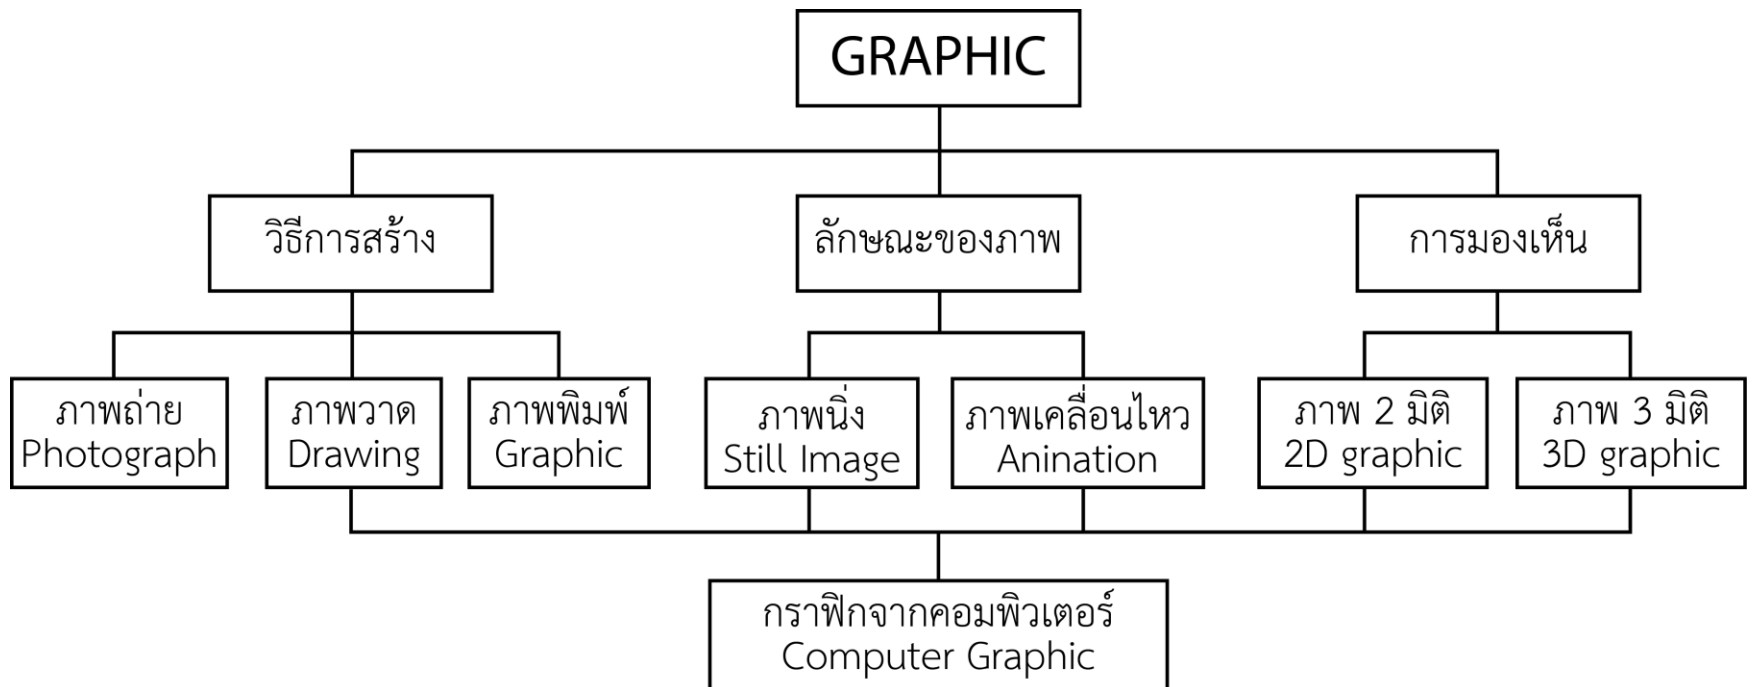 GRAPHIC
วิธีการสร้าง
ลักษณะของภาพ
การมองเห็น
ภาพถ่าย
Photograph
ภาพวาด
Drawing
ภาพพิมพ์
Graphic
ภาพนิ่ง
Still Image
ภาพเคลื่อนไหว
Anination
ภาพ 2 มิติ
2D graphic
ภาพ 3 มิติ
3D graphic
กราฟิกจากคอมพิวเตอร์
Computer Graphic